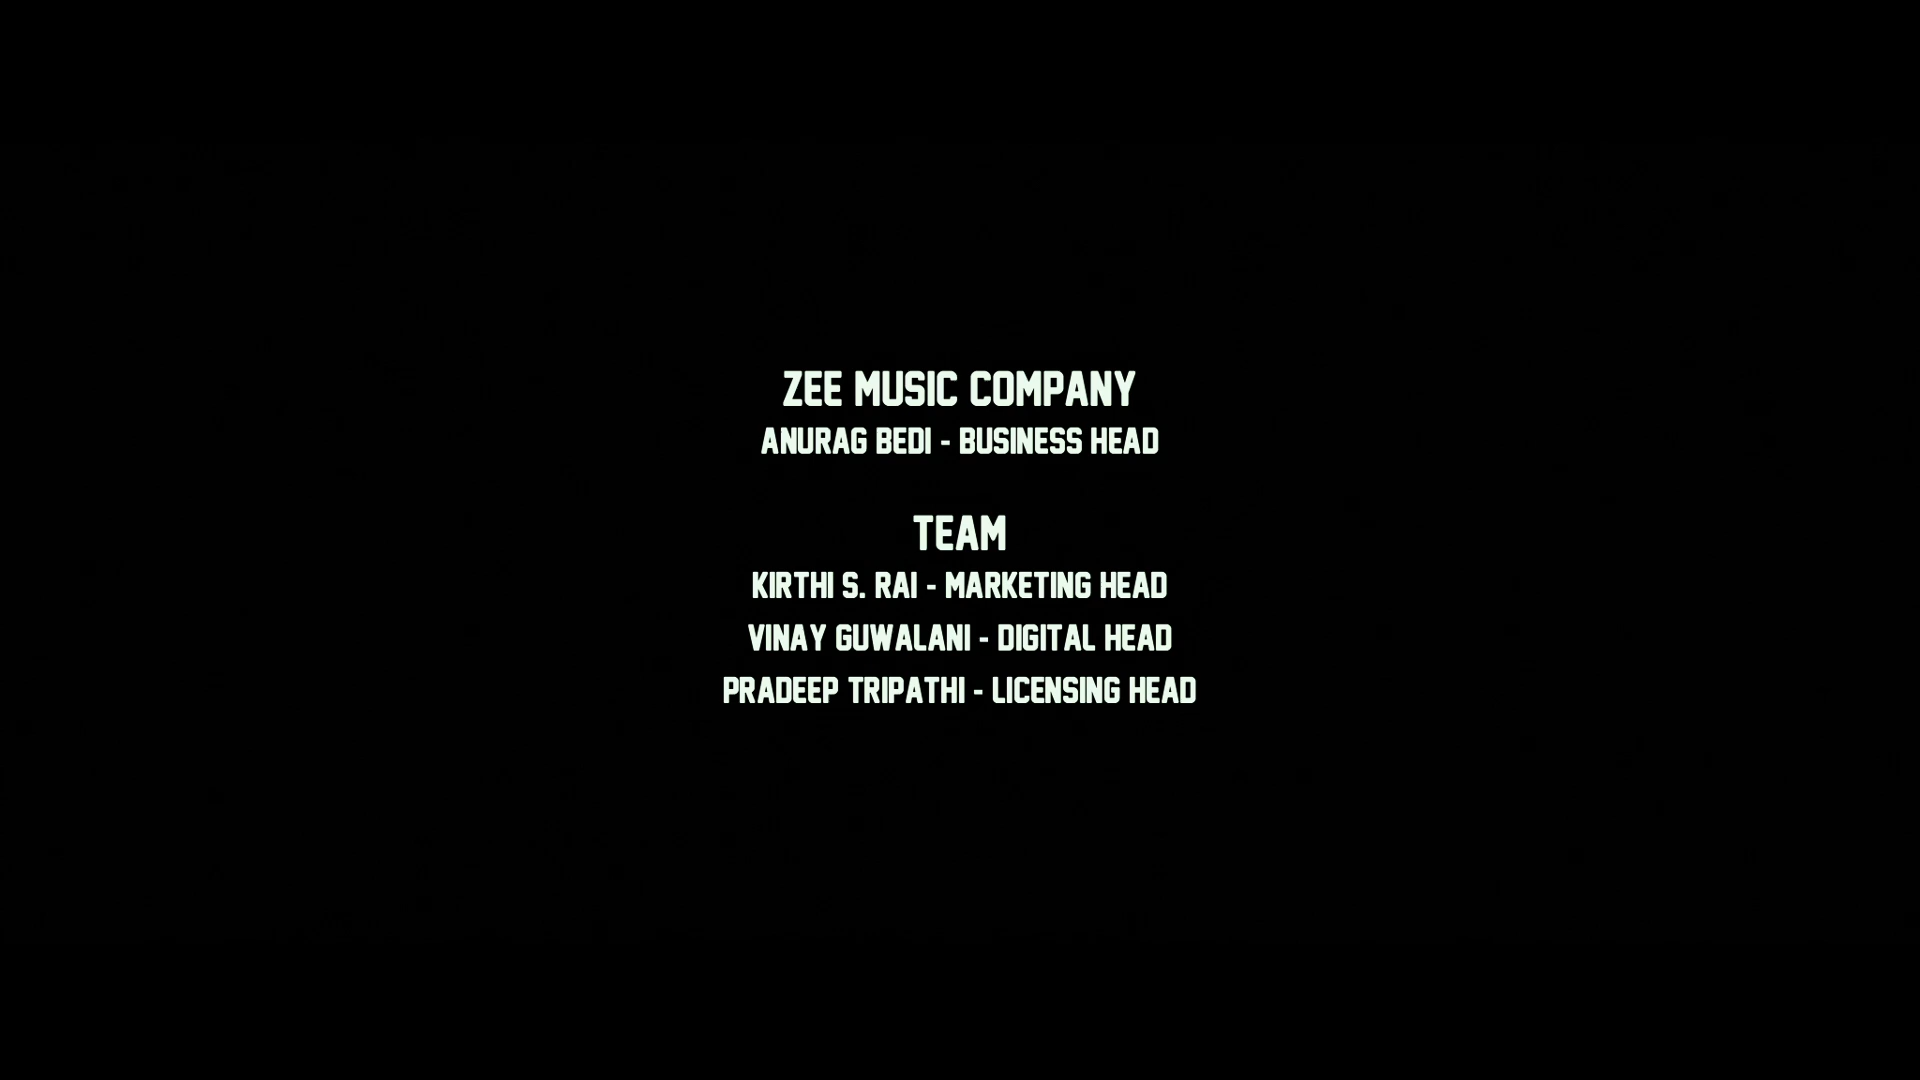 ZEE MUSIC COMPANY
ANURAG BEDI - BUSINESS HEAD
TEAM
KIRTHI S. RAI - MARKETING HEAD
VINAY GUWALANI - DIGITAL HEAD
PRADEEP TRIPATHI - LICENSING HEAD